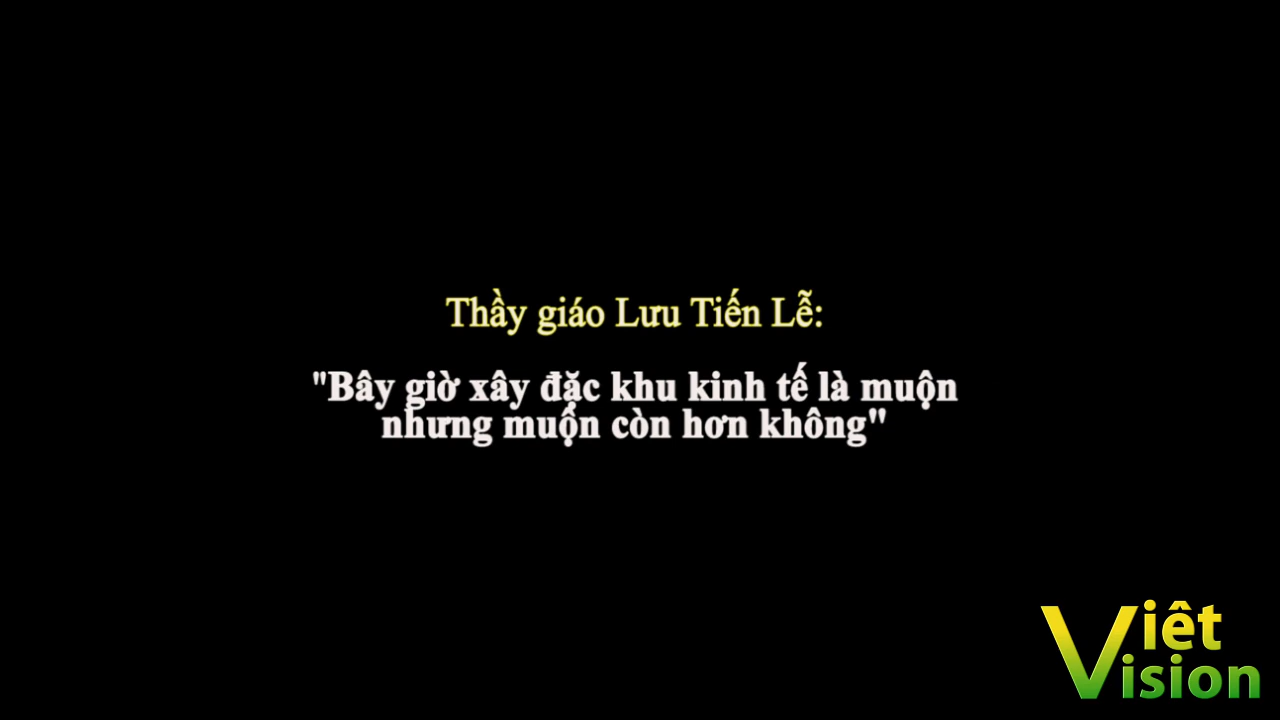 Thầy giáo Lưu Tiến Lễ:
"Bây giờ xây đặc khu kinh tế là muộn
nhưng muộn còn hơn không"
Viêt
Vision